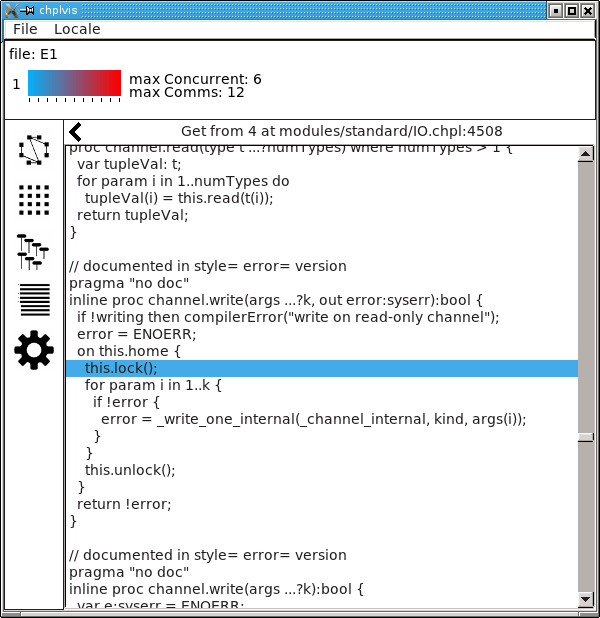 chplvis
File Locale
file: E1
1
max Concurrent: 6
max Comms: 12
Get from 4 at modules/standard/IO.chpl:4508
proc channel.read(type t ...?numTypes) where numTypes > 1 {
var tupleVal: t;
for param i in 1..numTypes do
tupleVal(i) = this.read(t(i));
return tupleVal;
}
// documented in style= error= version
pragma "no doc"
inline proc channel.write(args ...?k, out error:syserr):bool {
if !writing then compilerError("write on read-only channel");
error = ENOERR;
on this.home {
this.lock();
for param i in 1..k {
if !error {
error = _write_one_internal(_channel_internal, kind, args(i));
}
}
this.unlock();
}
return !error;
}
// documented in style= error= version
pragma "no doc"
inline proc channel.write(args ...?k):bool {
var e:syserr = ENOERR;